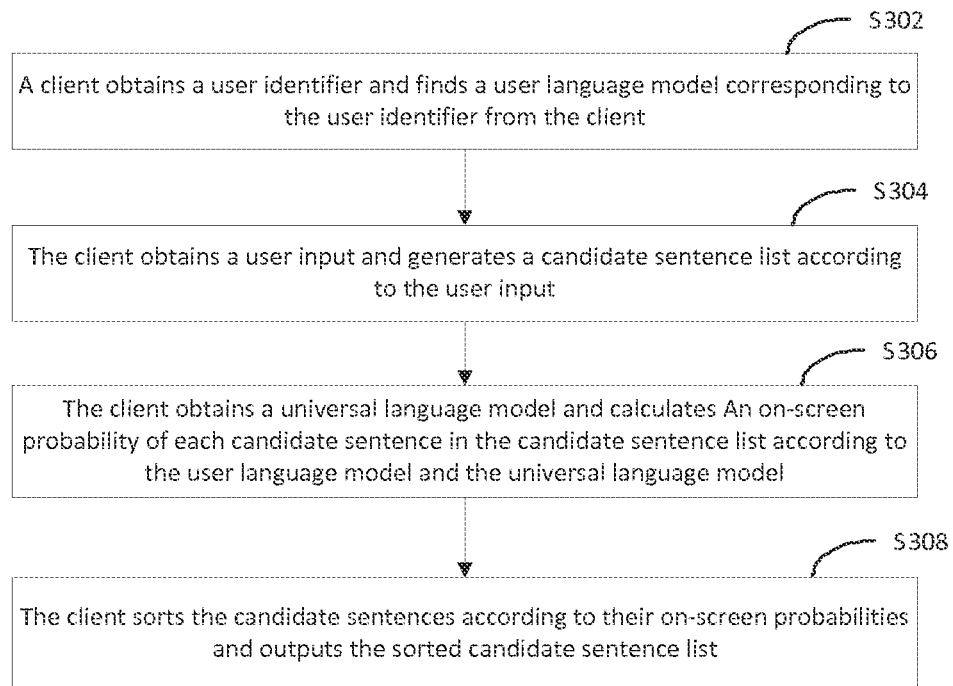 S302
A client obtains a user identifier and finds a user language model corresponding to
the user identifier from the client
S304
The client obtains a user input and generates a candidate sentence list according
to the user input
S306
The client obtains a universal language model and calculates An on-screen
probability of each candidate sentence in the candidate sentence list according to
the user language model and the universal language model
S308
The client sorts the candidate sentences according to their on-screen probabilities
and outputs the sorted candidate sentence list